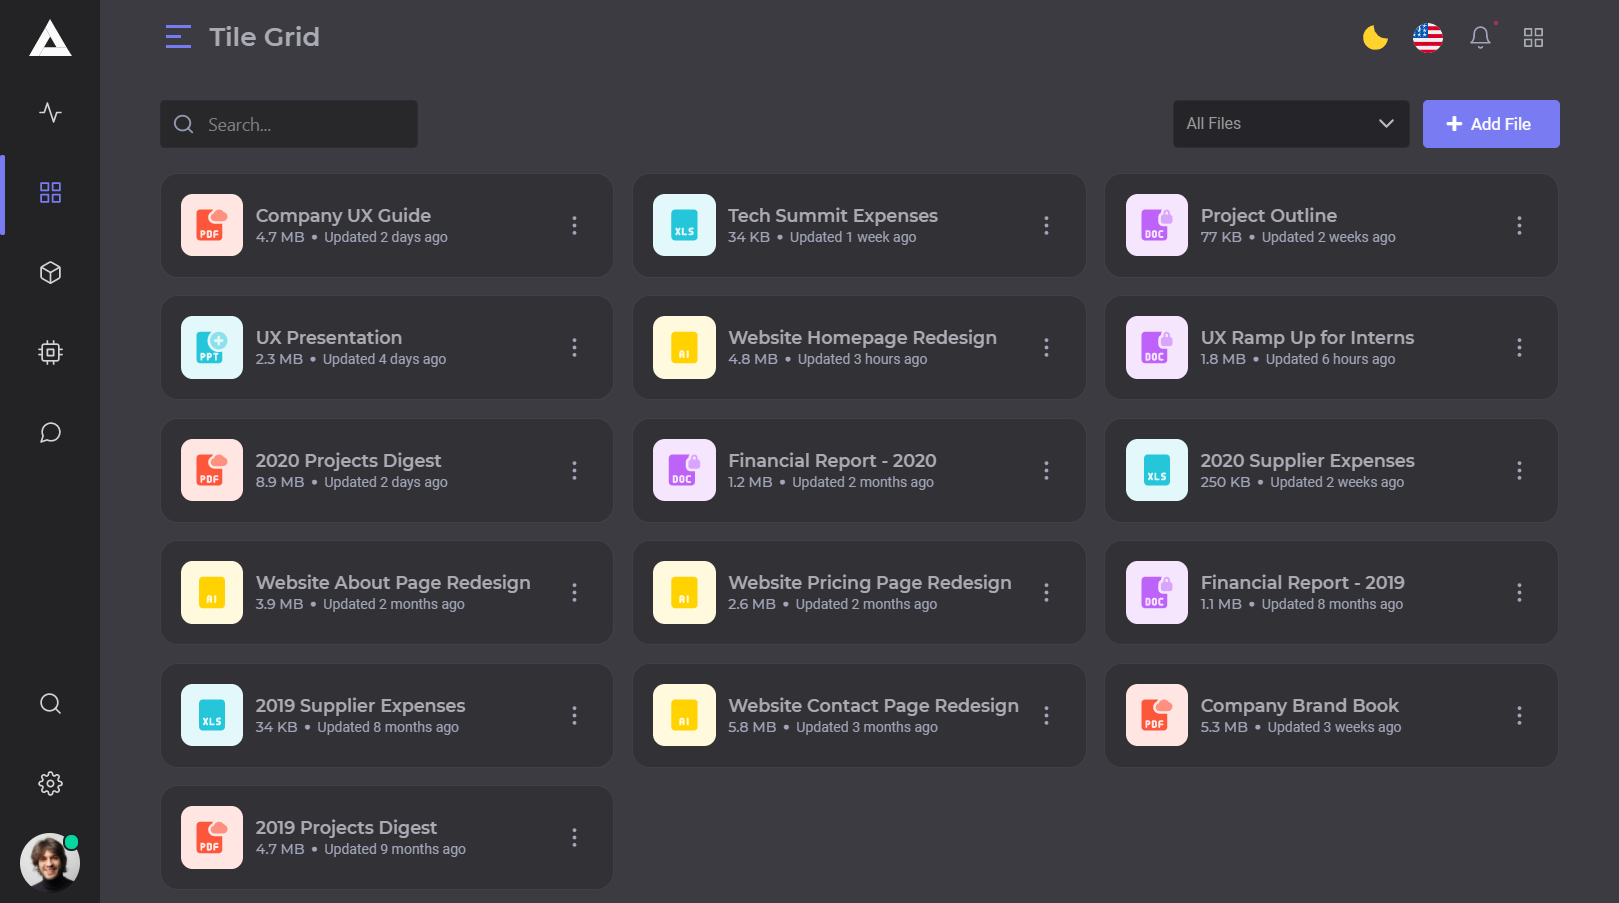 Tile Grid
Search...
All Files
Add File
PDF
Company UX Guide
4.7 MB • Updated 2 days ago
XLS
Tech Summit Expenses
34 KB • Updated 1 week ago
DOC
Project Outline
77 KB • Updated 2 weeks ago
PPT
UX Presentation
2.3 MB • Updated 4 days ago
AI
Website Homepage Redesign
4.8 MB • Updated 3 hours ago
DOC
UX Ramp Up for Interns
1.8 MB • Updated 6 hours ago
PDF
2020 Projects Digest
8.9 MB • Updated 2 days ago
DOC
Financial Report - 2020
1.2 MB • Updated 2 months ago
XLS
2020 Supplier Expenses
250 KB • Updated 2 weeks ago
AI
Website About Page Redesign
3.9 MB • Updated 2 months ago
AI
Website Pricing Page Redesign
2.6 MB • Updated 2 months ago
DOC
Financial Report - 2019
1.1 MB • Updated 8 months ago
XLS
2019 Supplier Expenses
34 KB • Updated 8 months ago
AI
Website Contact Page Redesign
5.8 MB • Updated 3 months ago
PDF
Company Brand Book
5.3 MB • Updated 3 weeks ago
PDF
2019 Projects Digest
4.7 MB • Updated 9 months ago